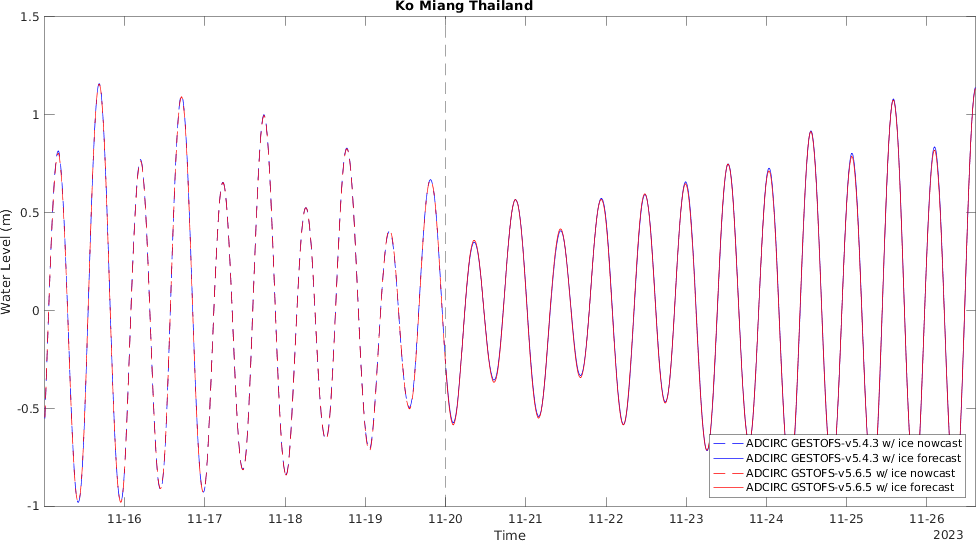 Ko Miang Thailand
1.5
1
0.5
0
-0.5
-1
Water Level (m)
11-16
11-17
11-18
11-19
11-20
11-21
11-22
11-23
11-24
11-25
11-26
Time
2023
ADCIRC GESTOFS-v5.4.3 w/ ice nowcast
ADCIRC GESTOFS-v5.4.3 w/ ice forecast
ADCIRC GSTOFS-v5.6.5 w/ ice nowcast
ADCIRC GSTOFS-v5.6.5 w/ ice forecast